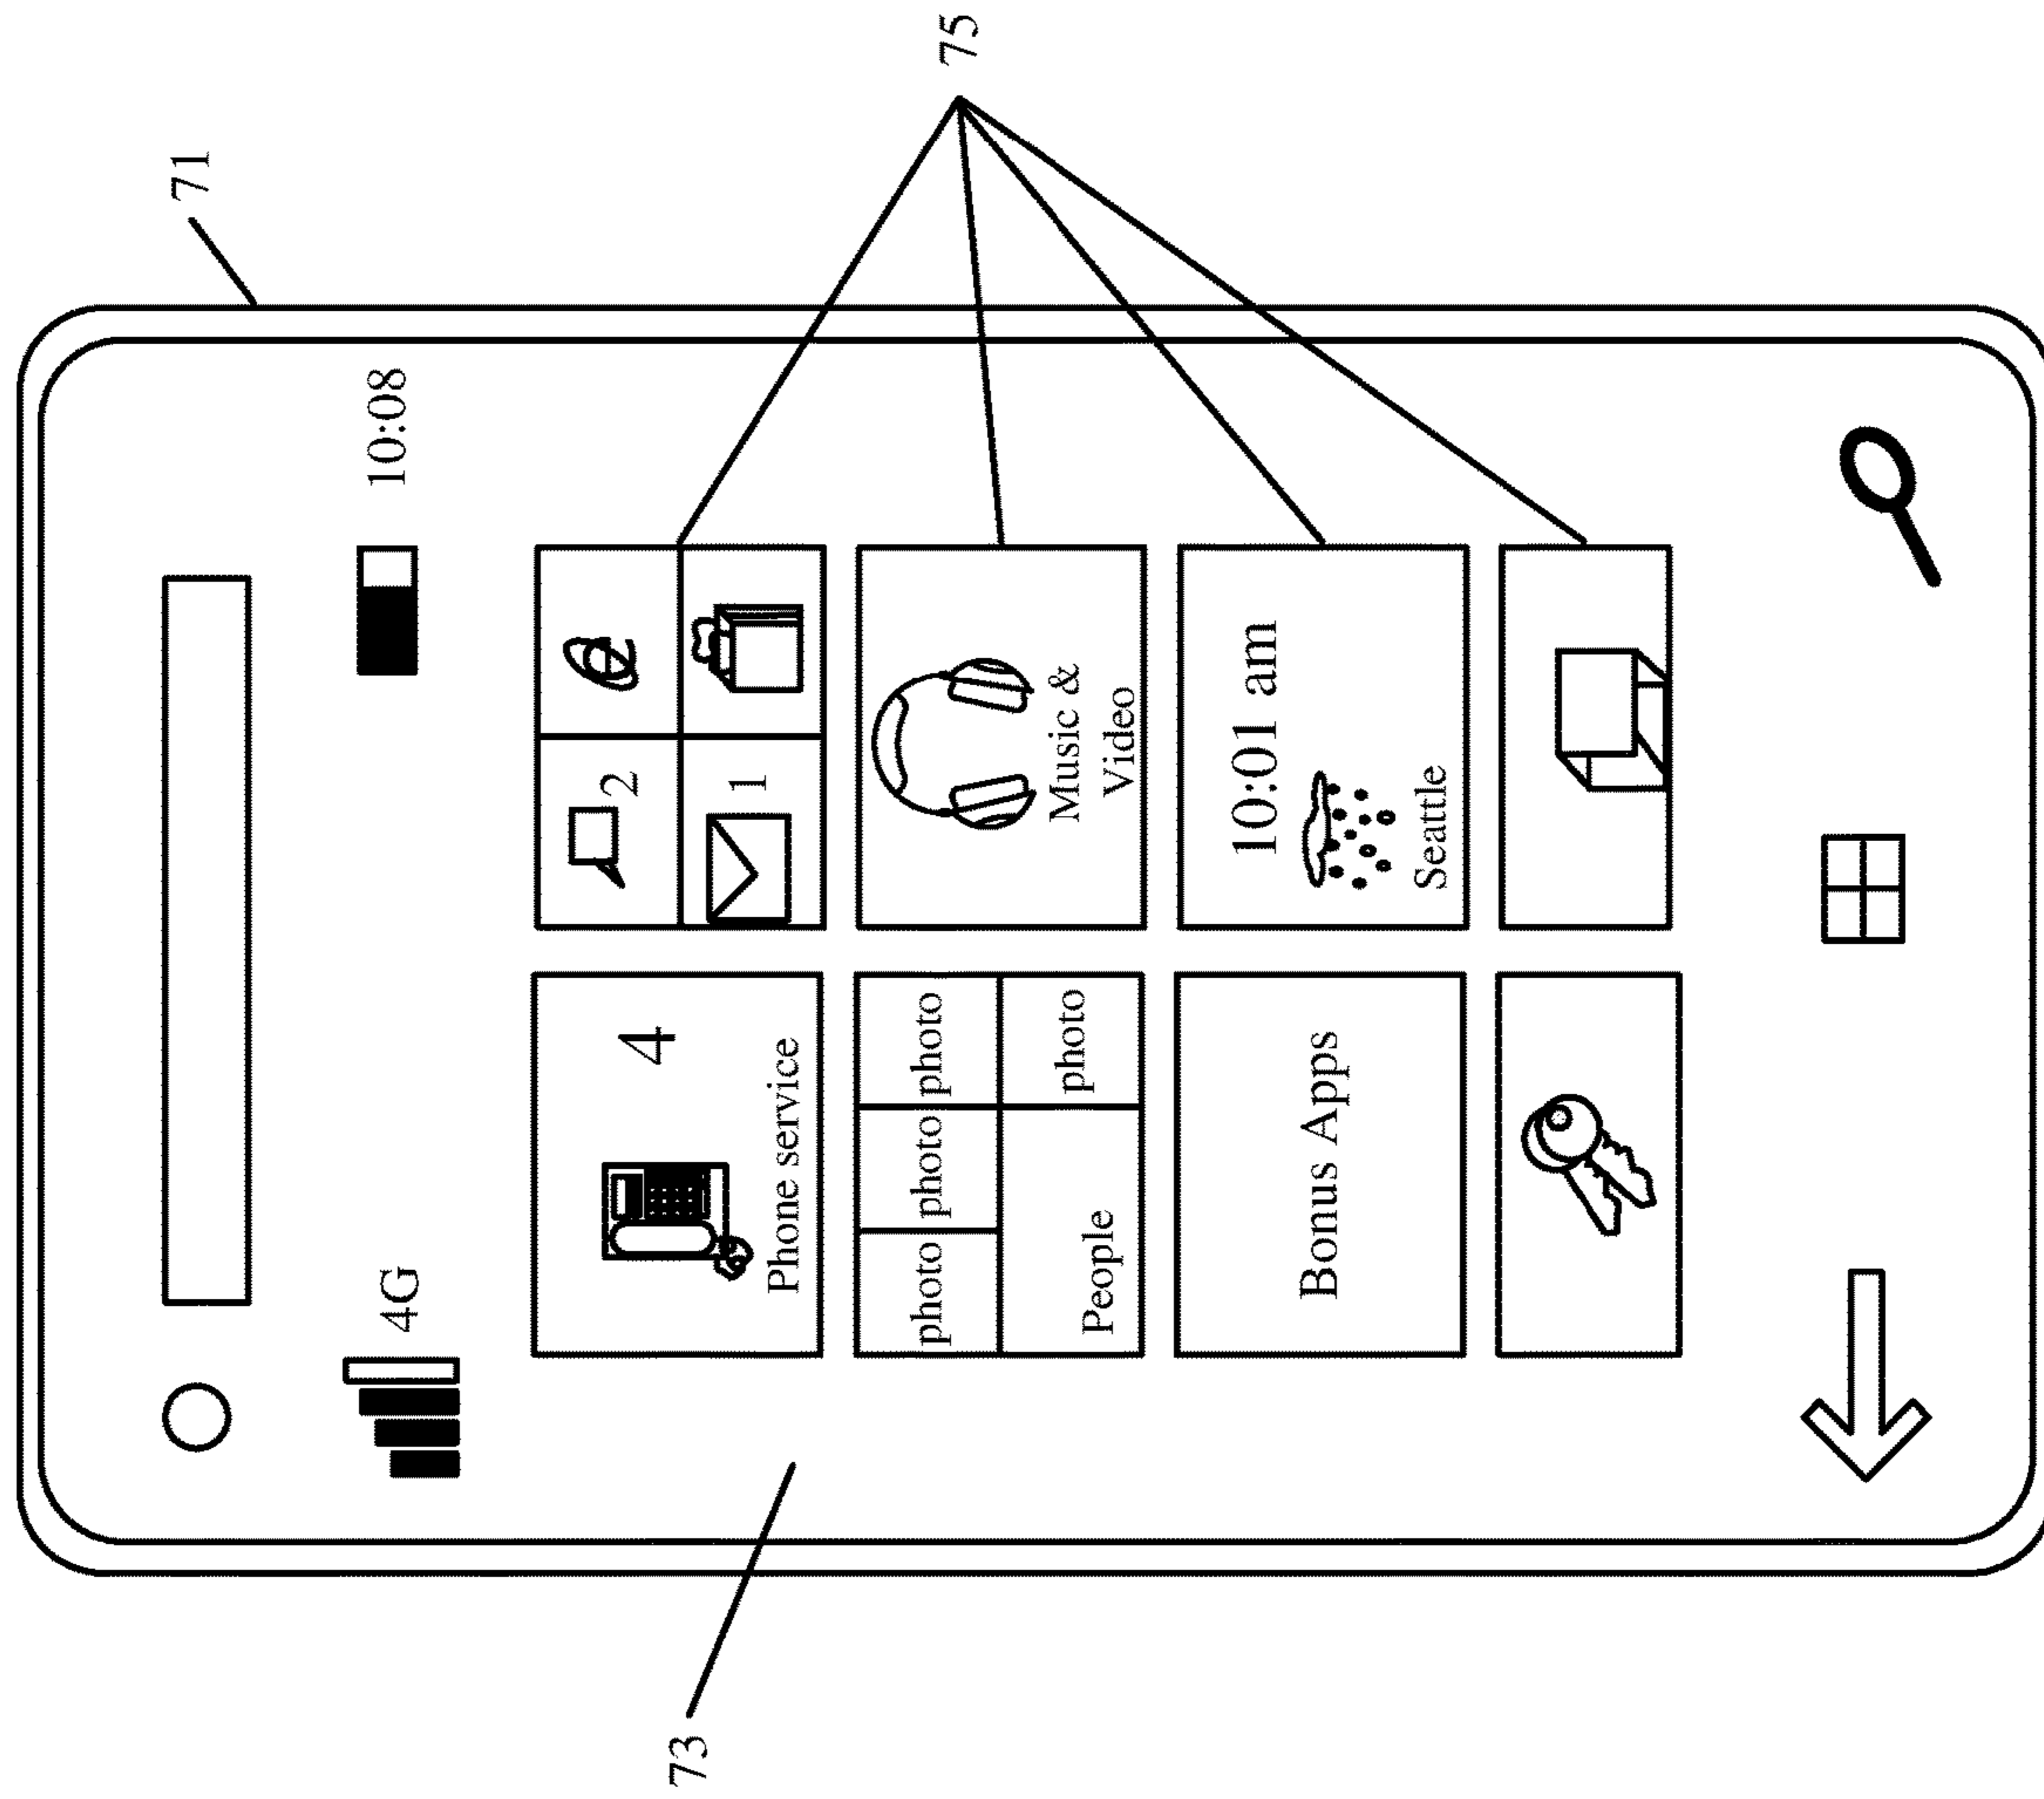 71
4G
10:08
4
Phone service
2
1
75
photo photo photo
People
photo
Music &
Video
Bonus Apps
10:01 am
Seattle
73